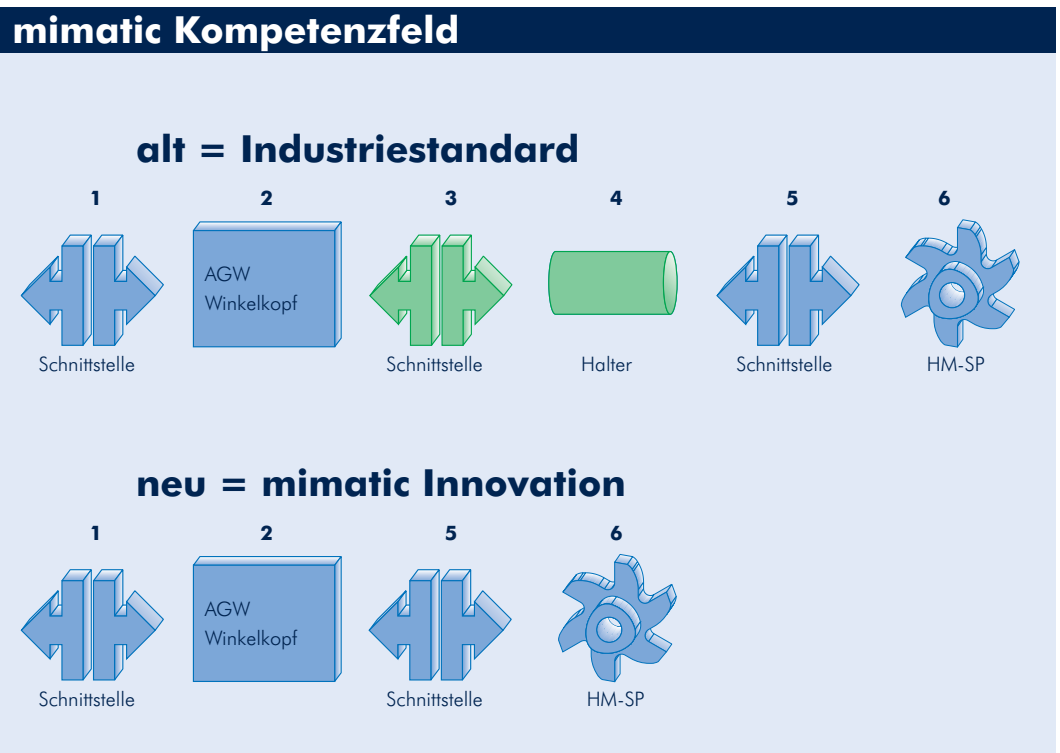 mimatic Kompetenzfeld
alt = Industriestandard
1 2 3 4 5 6
AGW
Winkelkopf
Schnittstelle Schnittstelle Halter Schnittstelle HM-SP
neu = mimatic Innovation
1 2 5 6
AGW
Winkelkopf
Schnittstelle Schnittstelle HM-SP